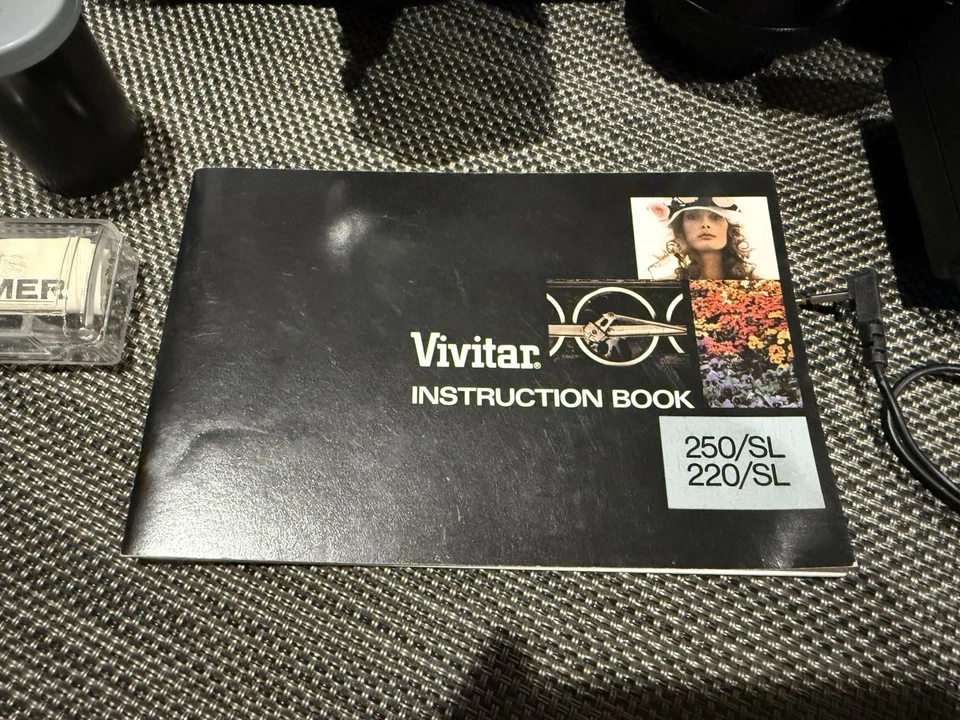 Vivitar®
INSTRUCTION BOOK
250/SL
220/SL
MER